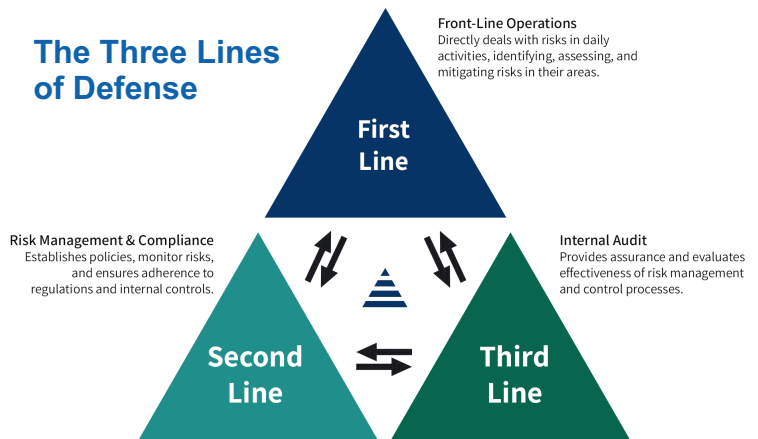 The Three Lines
of Defense
Front-Line Operations
Directly deals with risks in daily
activities, identifying, assessing, and
mitigating risks in their areas.
First
Line
Risk Management & Compliance
Establishes policies, monitor risks,
and ensures adherence to
regulations and internal controls.
Internal Audit
Provides assurance and evaluates
effectiveness of risk management
and control processes.
Second
Line
Third
Line